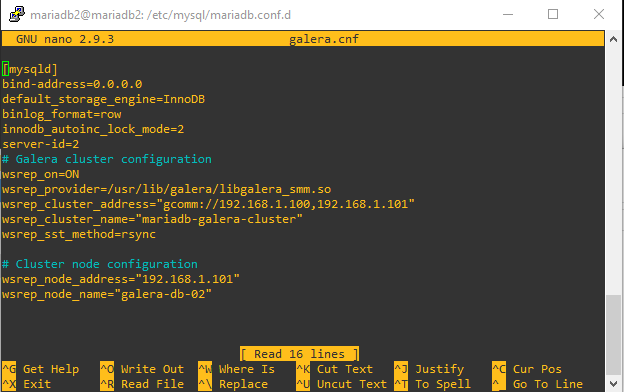 mariadb2@mariadb2: /etc/mysql/mariadb.conf.d
GNU nano 2.9.3 galera.cnf
[mysqld]
bind-address=0.0.0.0
default_storage_engine=InnoDB
binlog_format=row
innodb_autoinc_lock_mode=2
server-id=2
# Galera cluster configuration
wsrep_on=ON
wsrep_provider=/usr/lib/galera/libgalera_smm.so
wsrep_cluster_address="gcomm://192.168.1.100,192.168.1.101"
wsrep_cluster_name="mariadb-galera-cluster"
wsrep_sst_method=rsync
# Cluster node configuration
wsrep_node_address="192.168.1.101"
wsrep_node_name="galera-db-02"
[ Read 16 lines ]
^G Get Help ^O Write Out ^W Where Is ^K Cut Text ^J Justify ^C Cur Pos
^X Exit ^R Read File ^\ Replace ^U Uncut Text ^T To Spell ^_ Go To Line